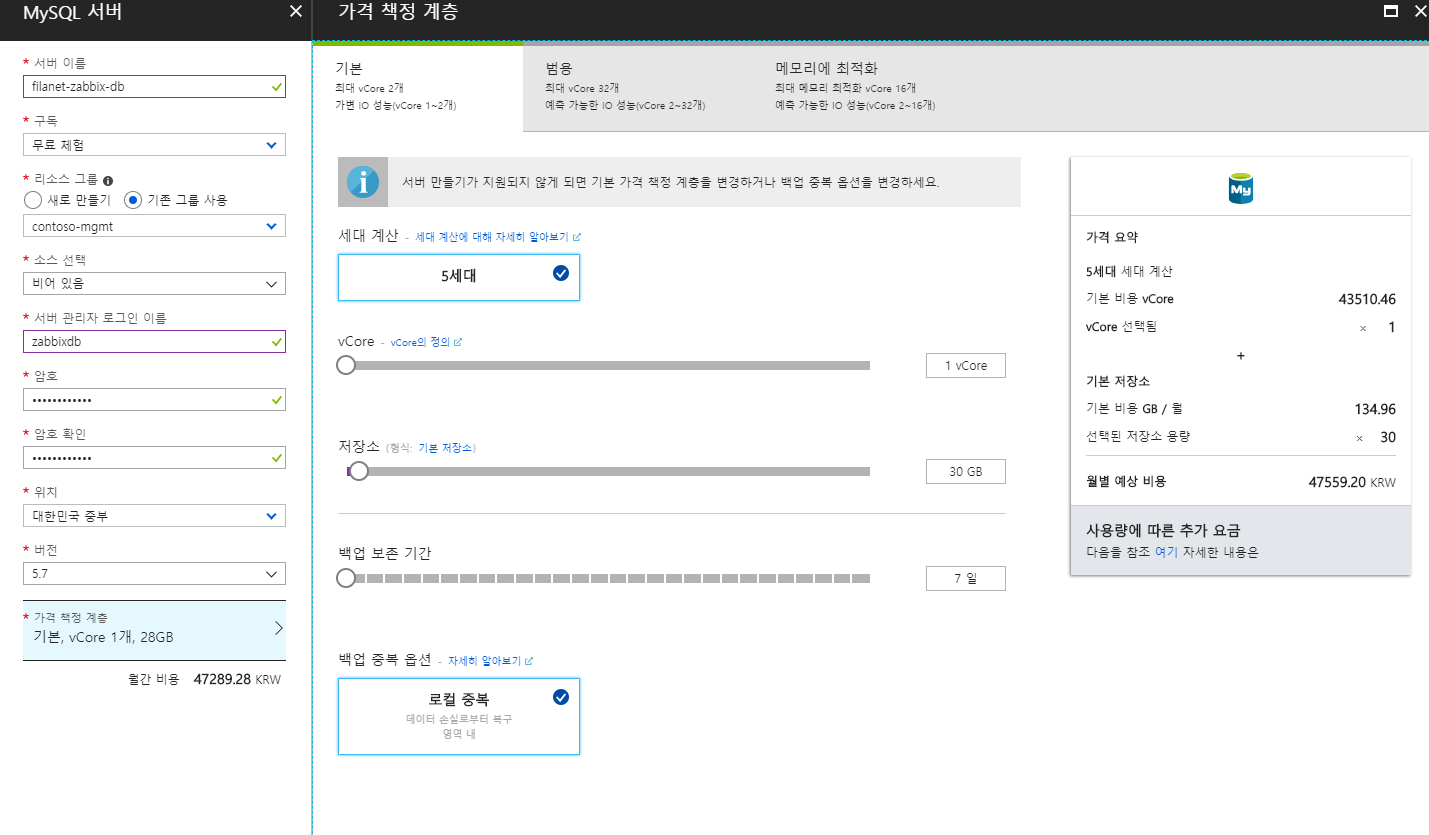 MySQL 서버
* 서버 이름
filanet-zabbix-db
* 구독
무료 체험
* 리소스 그룹
새로 만들기 기존 그룹 사용
contoso-mgmt
* 소스 선택
비어 있음
* 서버 관리자 로그인 이름
zabbixdb
* 암호
••••••••••••
* 암호 확인
••••••••••••
* 위치
대한민국 중부
* 버전
5.7
* 가격 책정 계층
기본, vCore 1개, 28GB
월간 비용 47289.28 KRW
가격 책정 계층
기본
최대 vCore 2개
가변 IO 성능(vCore 1~2개)
범용
최대 vCore 32개
예측 가능한 IO 성능(vCore 2~32개)
메모리에 최적화
최대 메모리 최적화 vCore 16개
예측 가능한 IO 성능(vCore 2~16개)
서버 만들기가 지원되지 않게 되면 기본 가격 책정 계층을 변경하거나 백업 중복 옵션을 변경하세요.
세대 계산 - 세대 계산에 대해 자세히 알아보기
5세대
vCore - vCore의 정의
1 vCore
저장소 (형식: 기본 저장소)
30 GB
백업 보존 기간
7 일
백업 중복 옵션 - 자세히 알아보기
로컬 중복
데이터 손실로부터 복구
영역 내
My
가격 요약
5세대 세대 계산
기본 비용 vCore 43510.46
vCore 선택됨 × 1
+
기본 저장소
기본 비용 GB / 월 134.96
선택된 저장소 용량 × 30
월별 예상 비용 47559.20 KRW
사용량에 따른 추가 요금
다음을 참조 여기 자세한 내용은